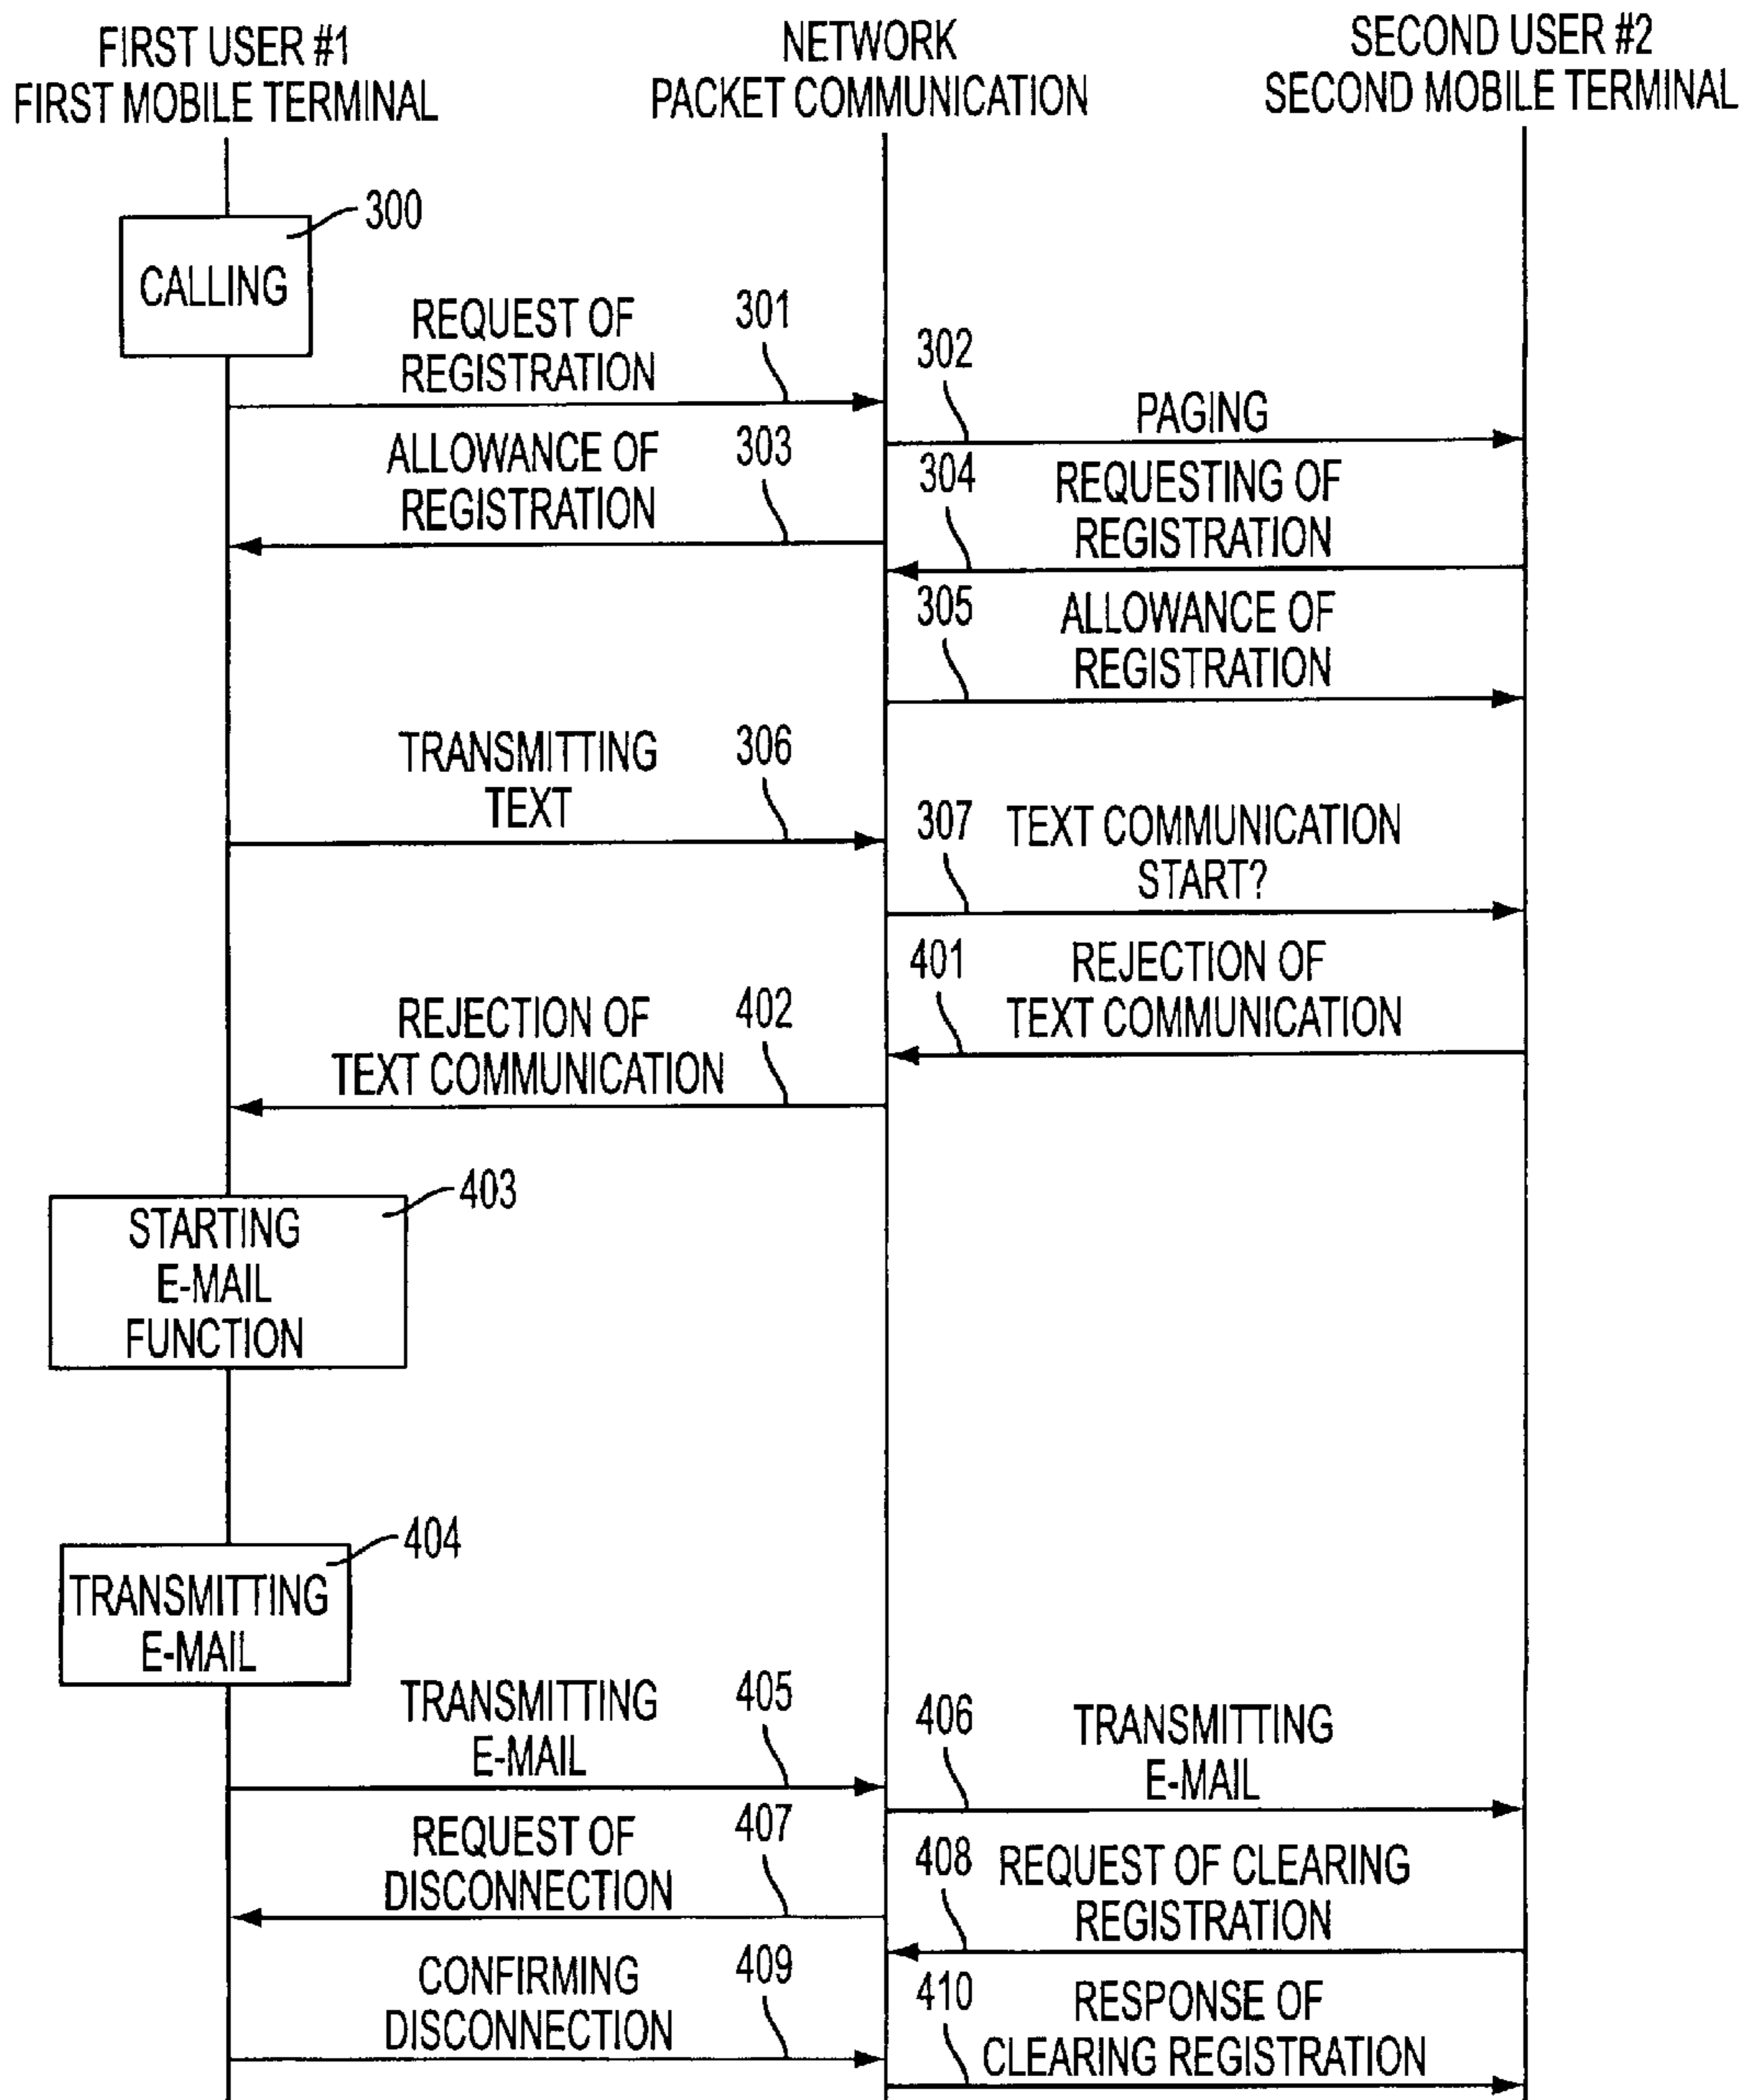 FIRST USER #1
FIRST MOBILE TERMINAL
NETWORK
PACKET COMMUNICATION
SECOND USER #2
SECOND MOBILE TERMINAL
300
CALLING
REQUEST OF
REGISTRATION
301
302
PAGING
ALLOWANCE OF
REGISTRATION
303
304
REQUESTING OF
REGISTRATION
305
ALLOWANCE OF
REGISTRATION
TRANSMITTING
TEXT
306
307
TEXT COMMUNICATION
START?
401
REJECTION OF
TEXT COMMUNICATION
REJECTION OF
TEXT COMMUNICATION
402
403
STARTING
E-MAIL
FUNCTION
404
TRANSMITTING
E-MAIL
TRANSMITTING
E-MAIL
405
406
TRANSMITTING
E-MAIL
REQUEST OF
DISCONNECTION
407
408
REQUEST OF CLEARING
REGISTRATION
CONFIRMING
DISCONNECTION
409
410
RESPONSE OF
CLEARING REGISTRATION